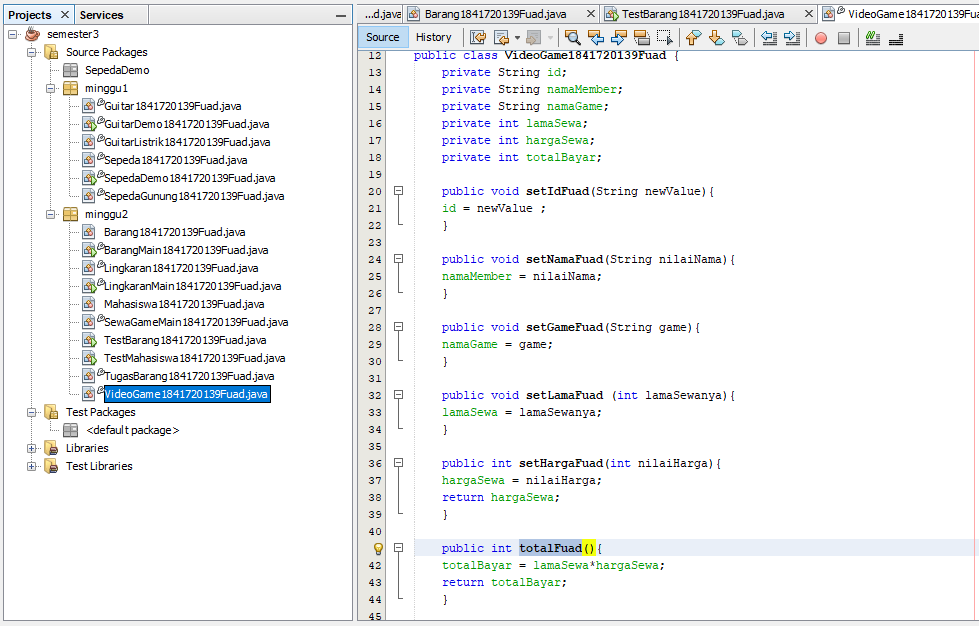 Projects × Services
semester3
Source Packages
SepedaDemo
minggu1
Guitar1841720139Fuad.java
GuitarDemo1841720139Fuad.java
GuitarListrik1841720139Fuad.java
Sepeda1841720139Fuad.java
SepedaDemo1841720139Fuad.java
SepedaGunung1841720139Fuad.java
minggu2
Barang1841720139Fuad.java
BarangMain1841720139Fuad.java
Lingkaran1841720139Fuad.java
LingkaranMain1841720139Fuad.java
Mahasiswa1841720139Fuad.java
SewaGameMain1841720139Fuad.java
TestBarang1841720139Fuad.java
TestMahasiswa1841720139Fuad.java
TugasBarang1841720139Fuad.java
VideoGame1841720139Fuad.java
Test Packages
<default package>
Libraries
Test Libraries
...d.java Barang1841720139Fuad.java × TestBarang1841720139Fuad.java × VideoGame1841720139Fua
Source History
12 public class VideoGame1841720139Fuad {
13 private String id;
14 private String namaMember;
15 private String namaGame;
16 private int lamaSewa;
17 private int hargaSewa;
18 private int totalBayar;
19
20 public void setIdFuad(String newValue){
21 id = newValue ;
22 }
23
24 public void setNamaFuad(String nilaiNama){
25 namaMember = nilaiNama;
26 }
27
28 public void setGameFuad(String game){
29 namaGame = game;
30 }
31
32 public void setLamaFuad (int lamaSewanya){
33 lamaSewa = lamaSewanya;
34 }
35
36 public int setHargaFuad(int nilaiHarga){
37 hargaSewa = nilaiHarga;
38 return hargaSewa;
39 }
40
public int totalFuad(){
42 totalBayar = lamaSewa*hargaSewa;
43 return totalBayar;
44 }
45